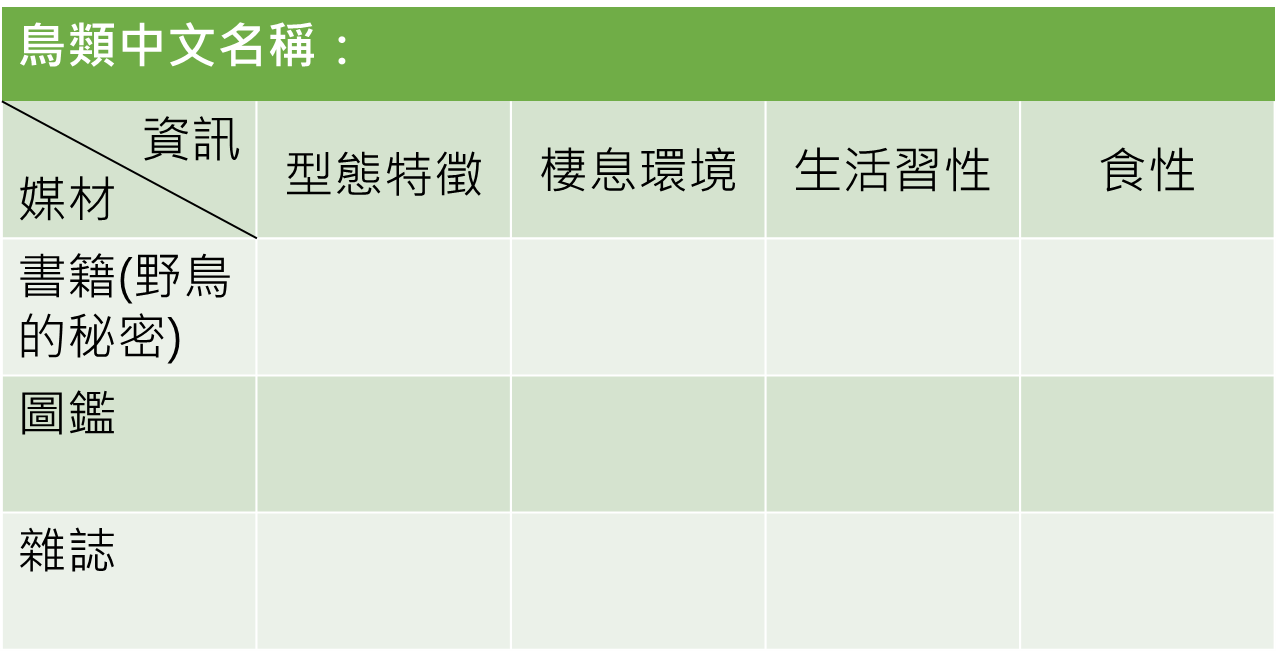 鳥類中文名稱：
資訊
媒材
型態特徵
棲息環境
生活習性
食性
書籍(野鳥
的秘密)
圖鑑
雜誌